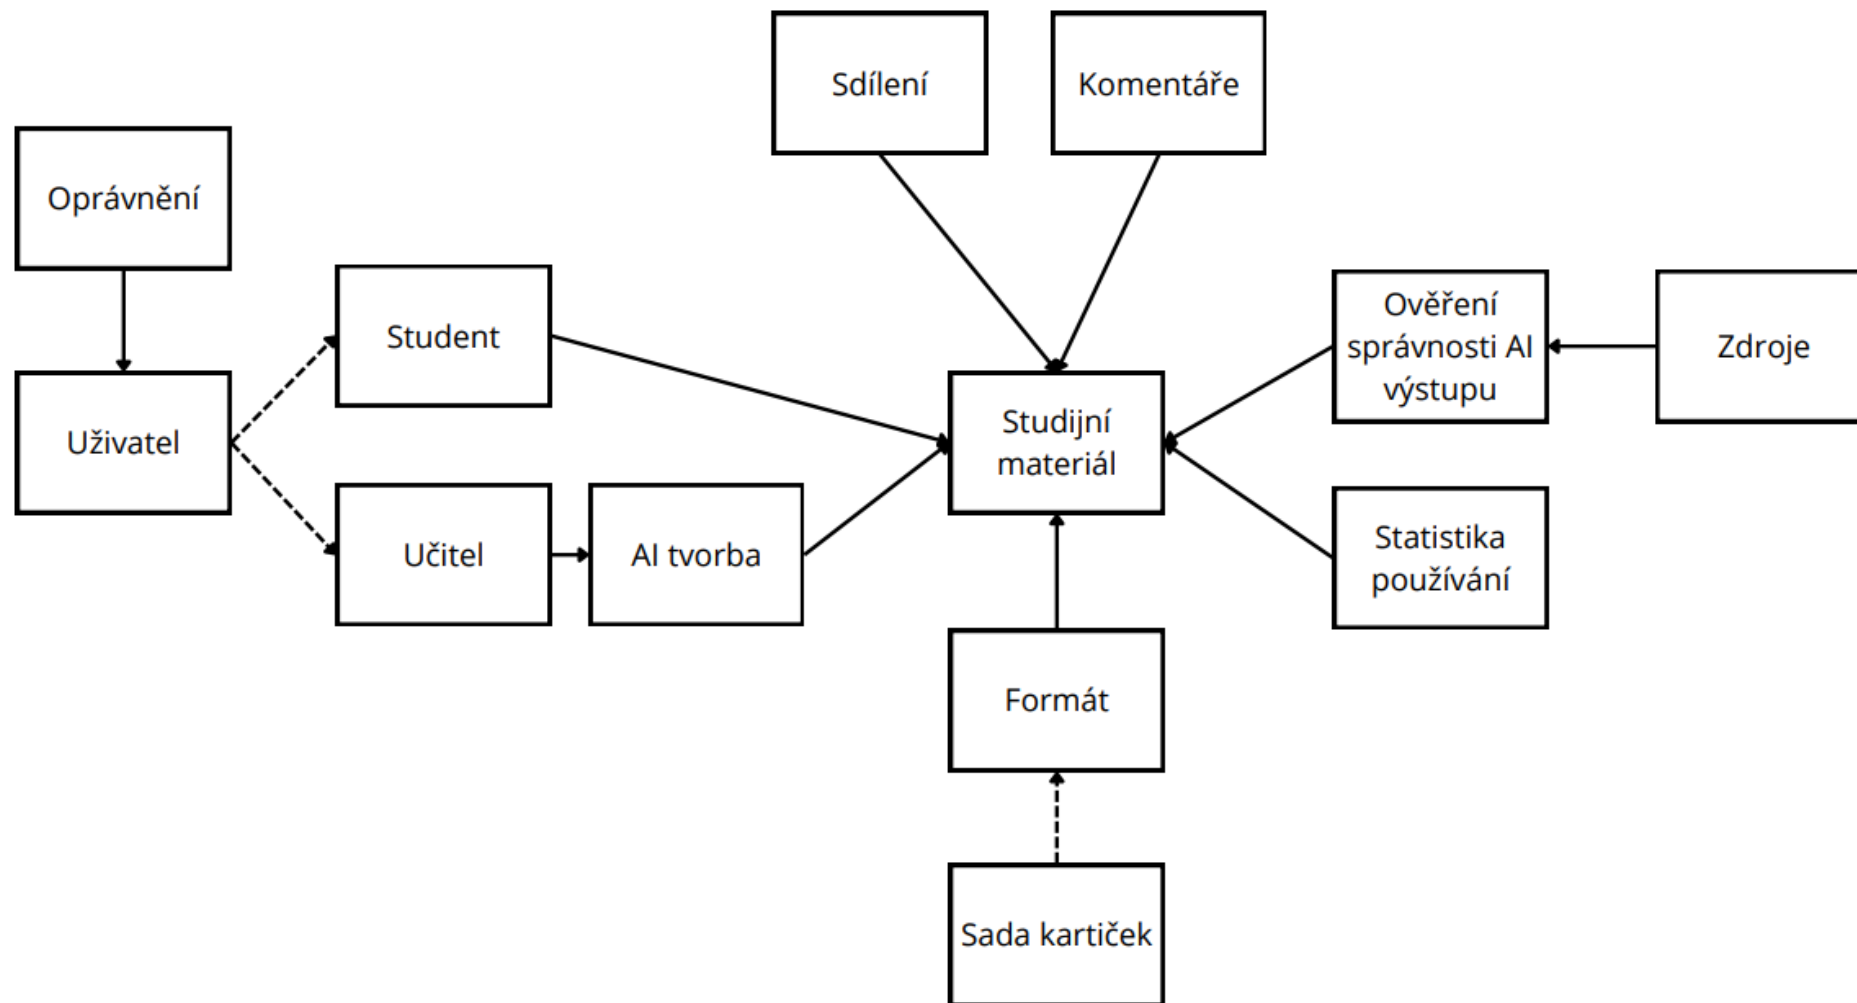 Sdílení
Komentáře
Oprávnění
Student
Ověření
správnosti AI
výstupu
Zdroje
Uživatel
Studijní
materiál
Učitel
AI tvorba
Statistika
používání
Formát
Sada kartiček